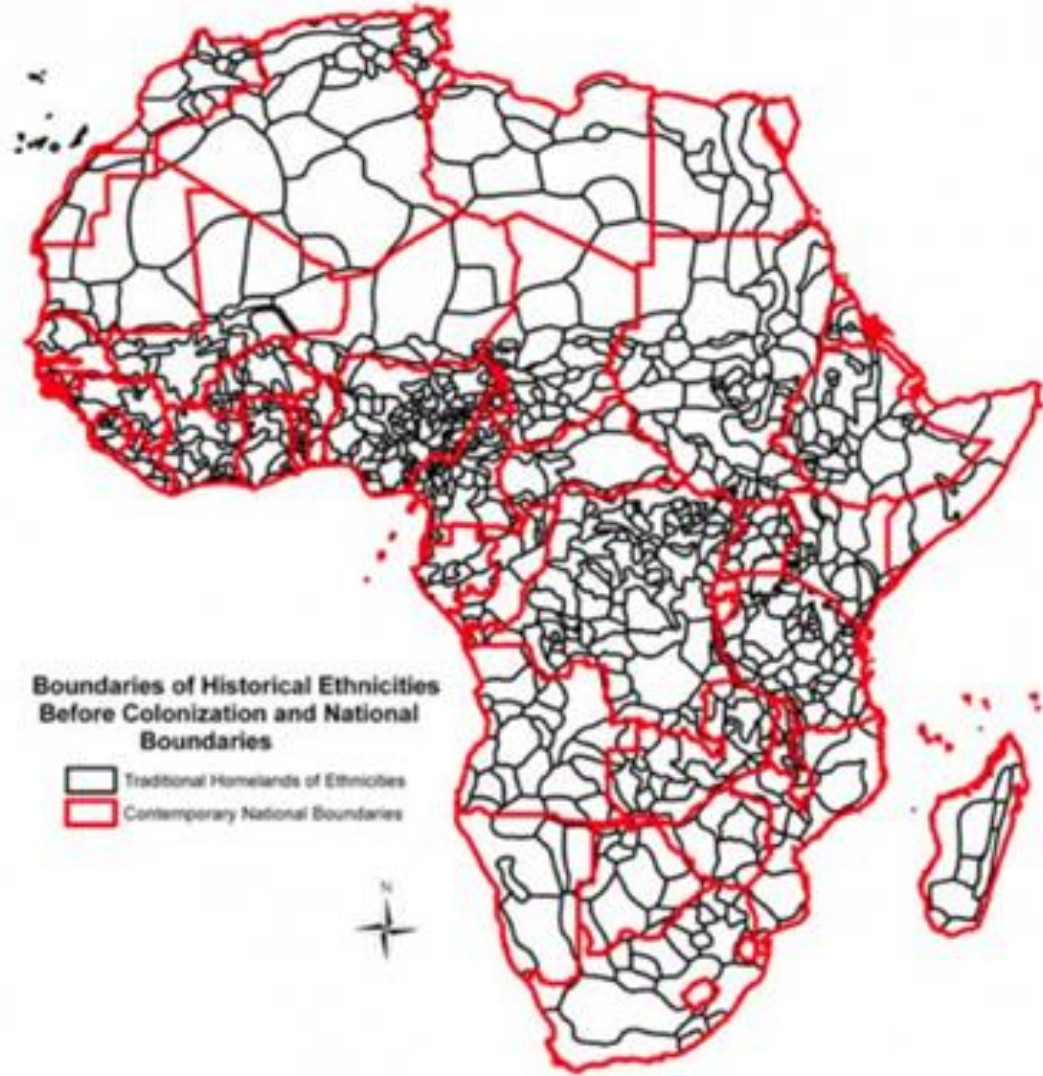 Boundaries of Historical Ethnicities
Before Colonization and National
Boundaries
Traditional Homelands of Ethnicities
Contemporary National Boundaries
N